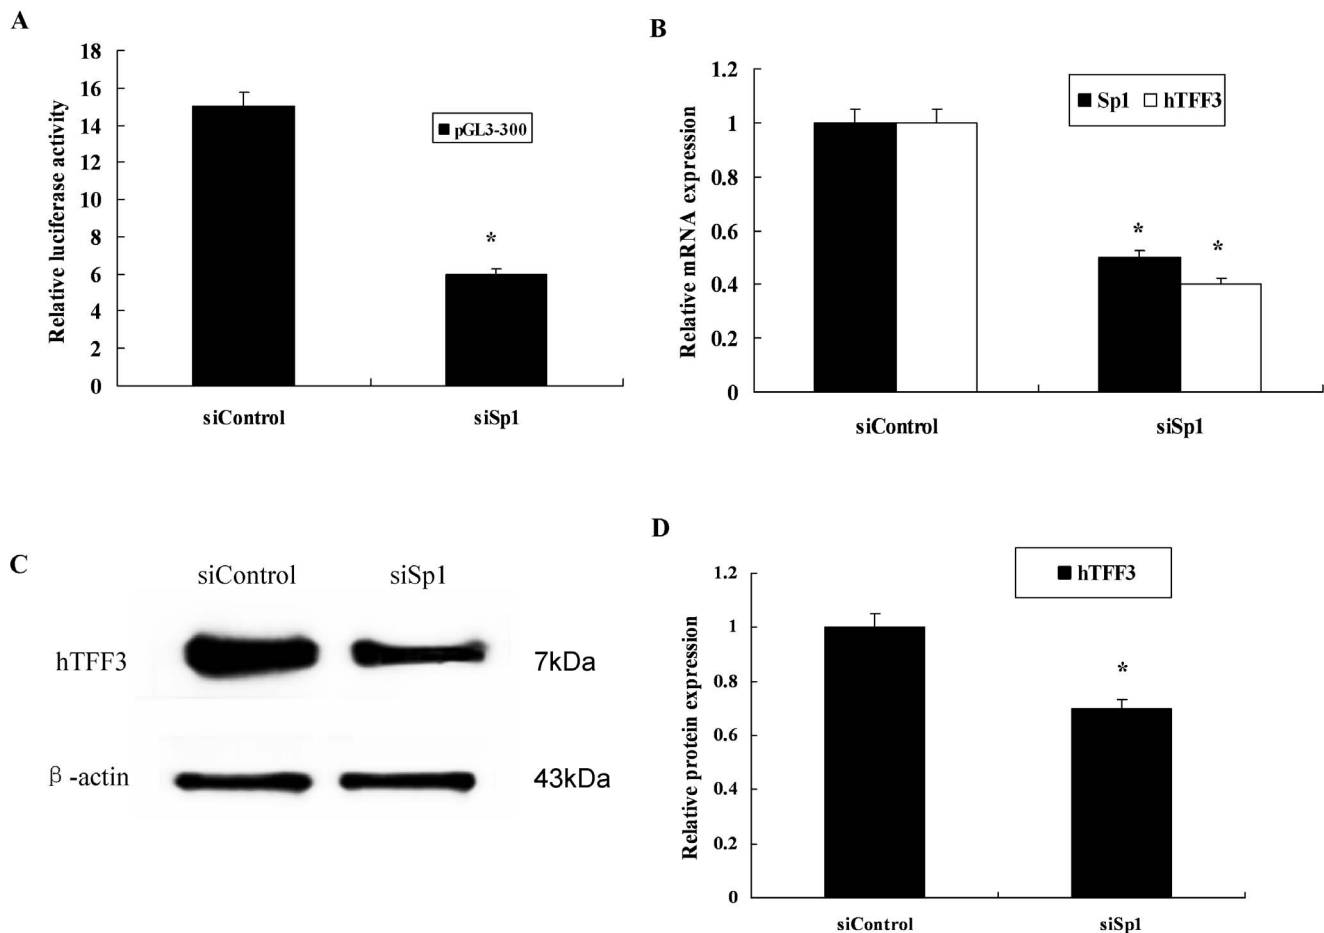 A
Relative luciferase activity
18
16
14
12
10
8
6
4
2
0
pGL3-300
*
siControl
siSp1
B
Relative mRNA expression
1.2
1
0.8
0.6
0.4
0.2
0
Sp1 hTFF3
*
*
siControl
siSp1
C
siControl siSp1
hTFF3 7kDa
β-actin 43kDa
D
Relative protein expression
1.2
1
0.8
0.6
0.4
0.2
0
hTFF3
*
siControl
siSp1